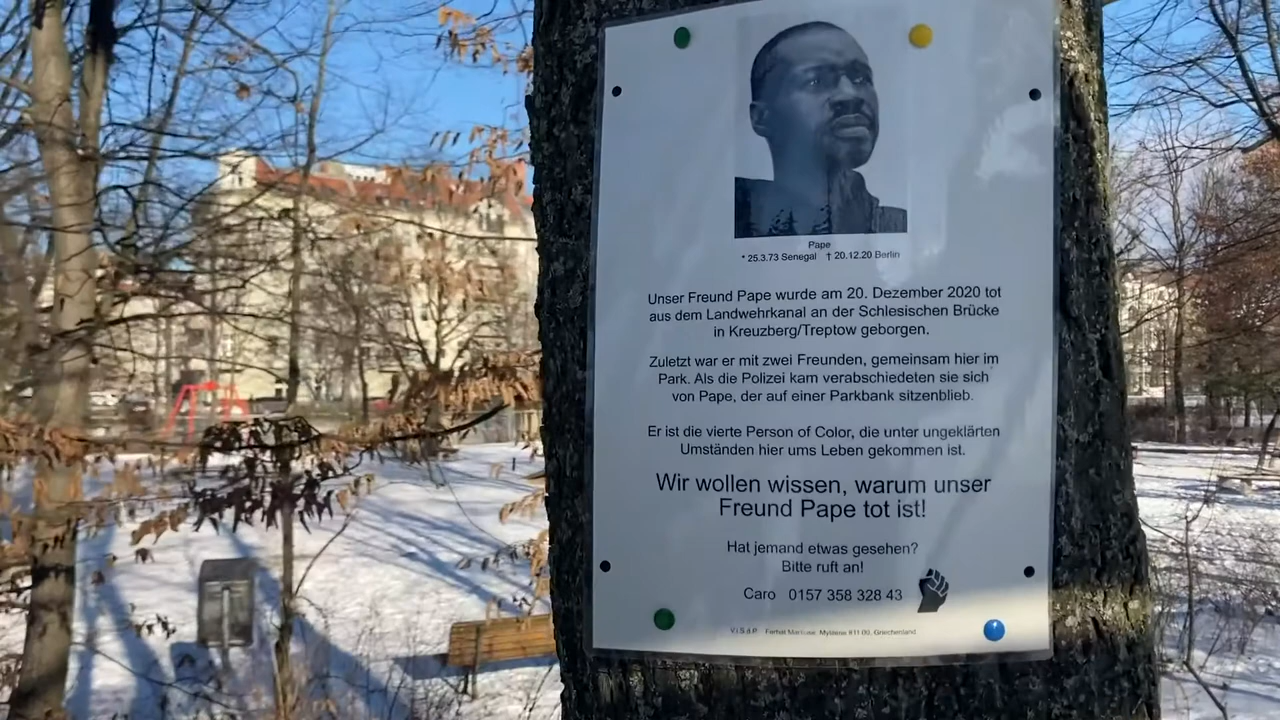 Pape
* 25.3.73 Senegal † 20.12.20 Berlin
Unser Freund Pape wurde am 20. Dezember 2020 tot
aus dem Landwehrkanal an der Schlesischen Brücke
in Kreuzberg/Treptow geborgen.
Zuletzt war er mit zwei Freunden, gemeinsam hier im
Park. Als die Polizei kam verabschiedeten sie sich
von Pape, der auf einer Parkbank sitzenblieb.
Er ist die vierte Person of Color, die unter ungeklärten
Umständen hier ums Leben gekommen ist.
Wir wollen wissen, warum unser
Freund Pape tot ist!
Hat jemand etwas gesehen?
Bitte ruft an!
Caro 0157 358 328 43
V.i.S.d.P. 811 00, Griechenland